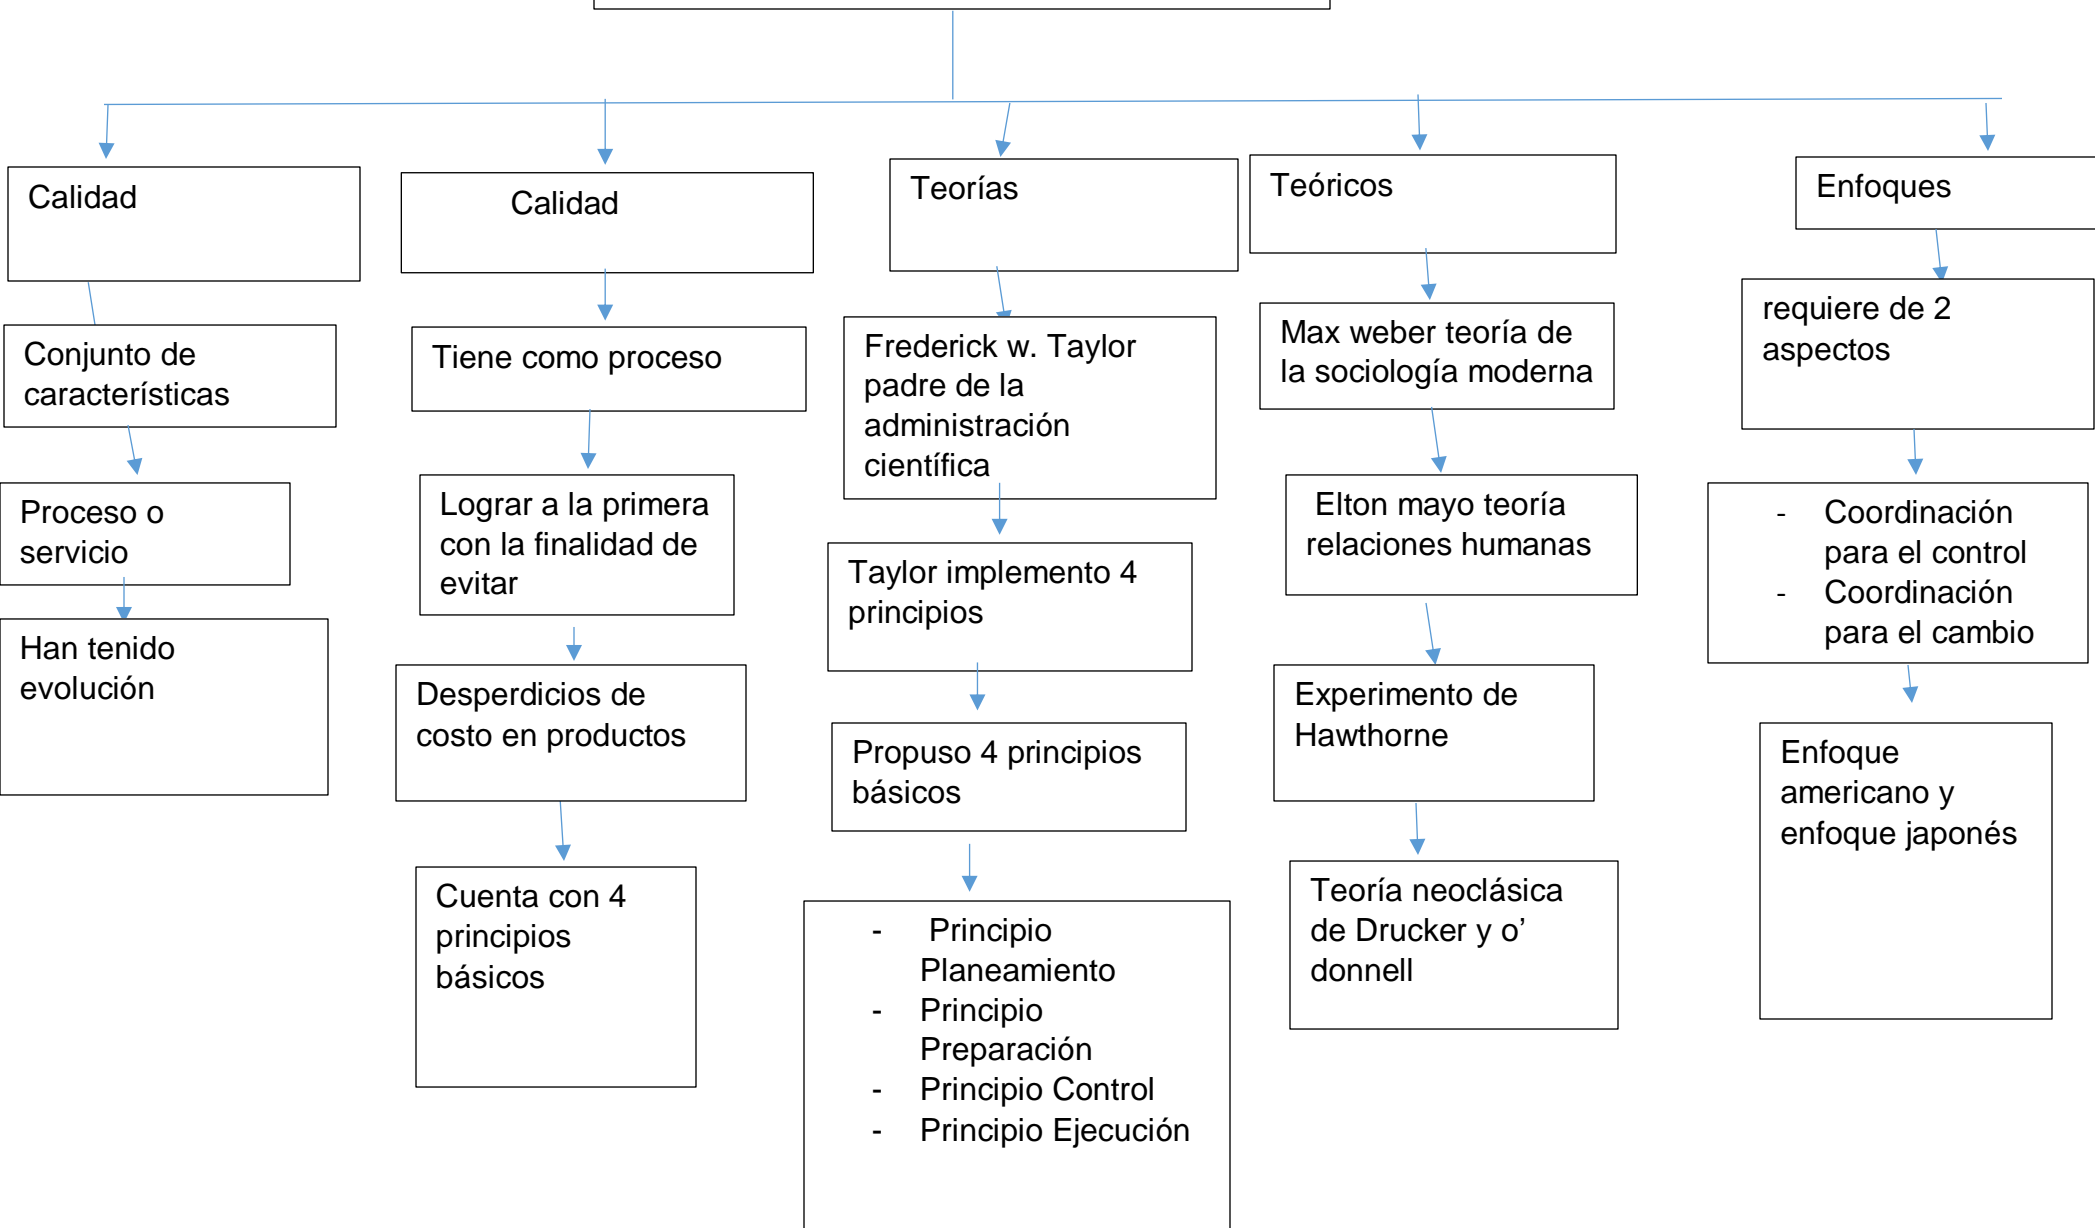 Calidad
Conjunto de
características
Proceso o
servicio
Han tenido
evolución
Calidad
Tiene como proceso
Lograr a la primera
con la finalidad de
evitar
Desperdicios de
costo en productos
Cuenta con 4
principios
básicos
Teorías
Frederick w. Taylor
padre de la
administración
científica
Taylor implemento 4
principios
Propuso 4 principios
básicos
- Principio
Planeamiento
- Principio
Preparación
- Principio Control
- Principio Ejecución
Teóricos
Max weber teoría de
la sociología moderna
Elton mayo teoría
relaciones humanas
Experimento de
Hawthorne
Teoría neoclásica
de Drucker y o’
donnell
Enfoques
requiere de 2
aspectos
- Coordinación
para el control
- Coordinación
para el cambio
Enfoque
americano y
enfoque japonés